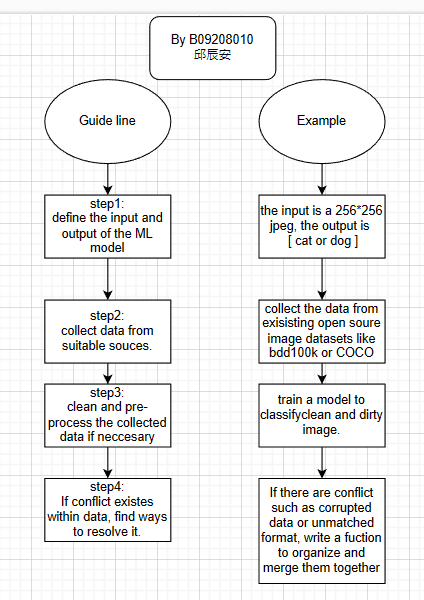 By B09208010
邱辰安
Guide line
step1:
define the input and
output of the ML
model
step2:
collect data from
suitable souces.
step3:
clean and pre-
process the collected
data if neccesary
step4:
If conflict existes
within data, find ways
to resolve it.
Example
the input is a 256*256
jpeg, the output is
[ cat or dog ]
collect the data from
exisisting open soure
image datasets like
bdd100k or COCO
train a model to
classifyclean and dirty
image.
If there are conflict
such as corrupted
data or unmatched
format, write a fuction
to organize and
merge them together